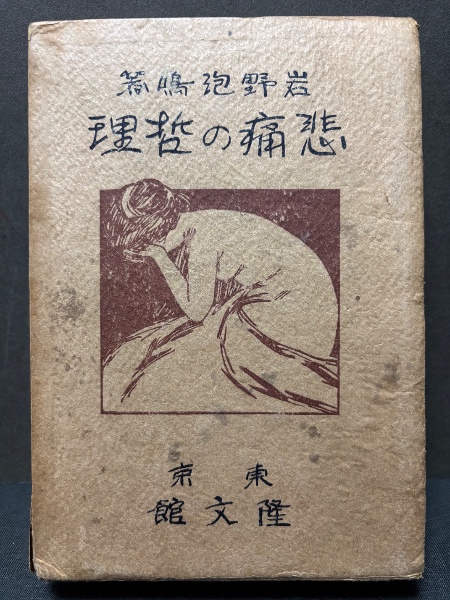 岩野泡鳴著
悲痛の哲理
東京
隆文館